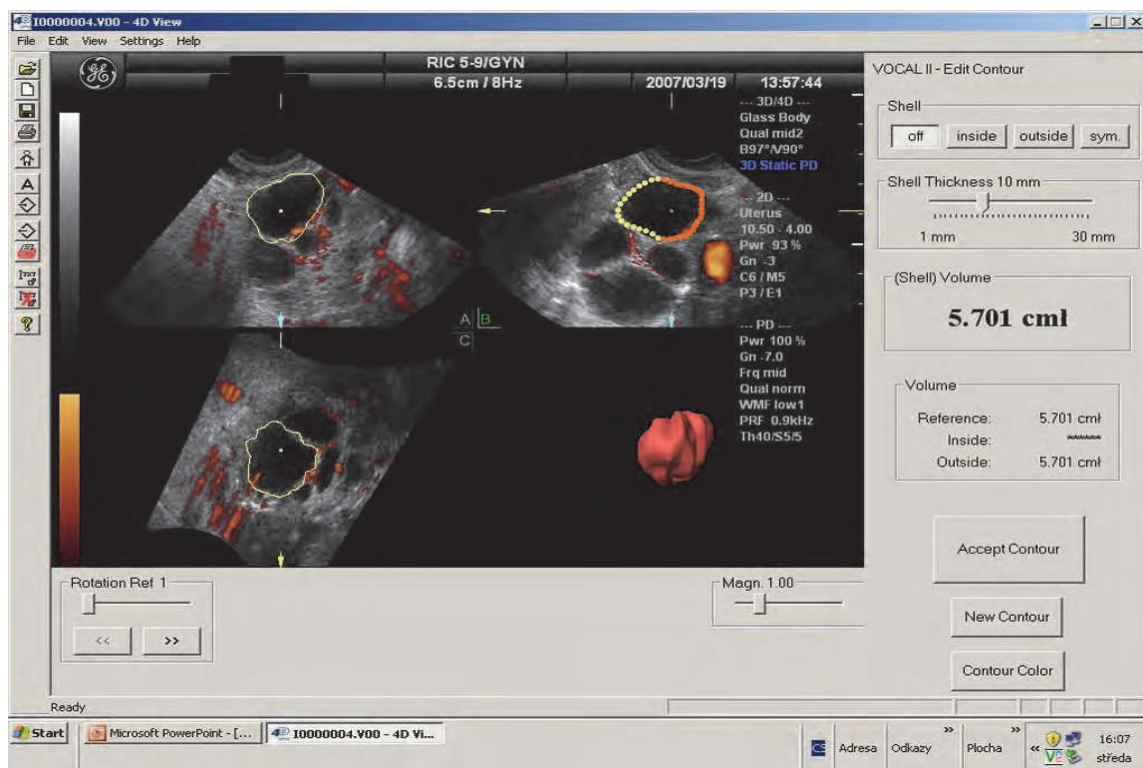 I0000004.V00 - 4D View
File Edit View Settings Help
GE
RIC 5-9/GYN
6.5cm / 8Hz 2007/03/19 13:57:44
--- 3D/4D ---
Glass Body
Qual mid2
B97°/V90°
3D Static PD
--- 2D ---
Uterus
10.50 - 4.00
Pwr 93 %
Gn -3
C6 / M5
P3 / E1
--- PD ---
Pwr 100 %
Gn -7.0
Frq mid
Qual norm
WMF low1
PRF 0.9kHz
Th40/S5/5
A B
C
VOCAL II - Edit Contour
Shell
off inside outside sym.
Shell Thickness 10 mm
1 mm 30 mm
(Shell) Volume
5.701 cmł
Volume
Reference: 5.701 cmł
Inside: ******
Outside: 5.701 cmł
Accept Contour
New Contour
Contour Color
Rotation Ref 1
<< >>
Magn. 1.00
Ready
Start Microsoft PowerPoint - [... I0000004.V00 - 4D Vi... CS Adresa Odkazy » Plocha » « 16:07
středa